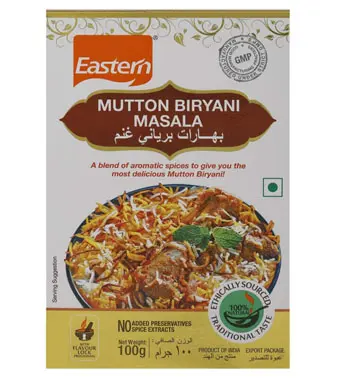 Eastern
GMP
MUTTON BIRYANI
MASALA
بهارات برياني غنم
A blend of aromatic spices to give you the
most delicious Mutton Biryani!
Serving Suggestion
ETHICALLY SOURCED
100%
NATURAL
TRADITIONAL TASTE
WITH
FLAVOUR
LOCK
NO ADDED PRESERVATIVES
SPICE EXTRACTS
الوزن الصافي:
100g ١٠٠ جرام
PRODUCT OF INDIA
منتج من الهند
EXPORT PACKAGE
عبوة للتصدير